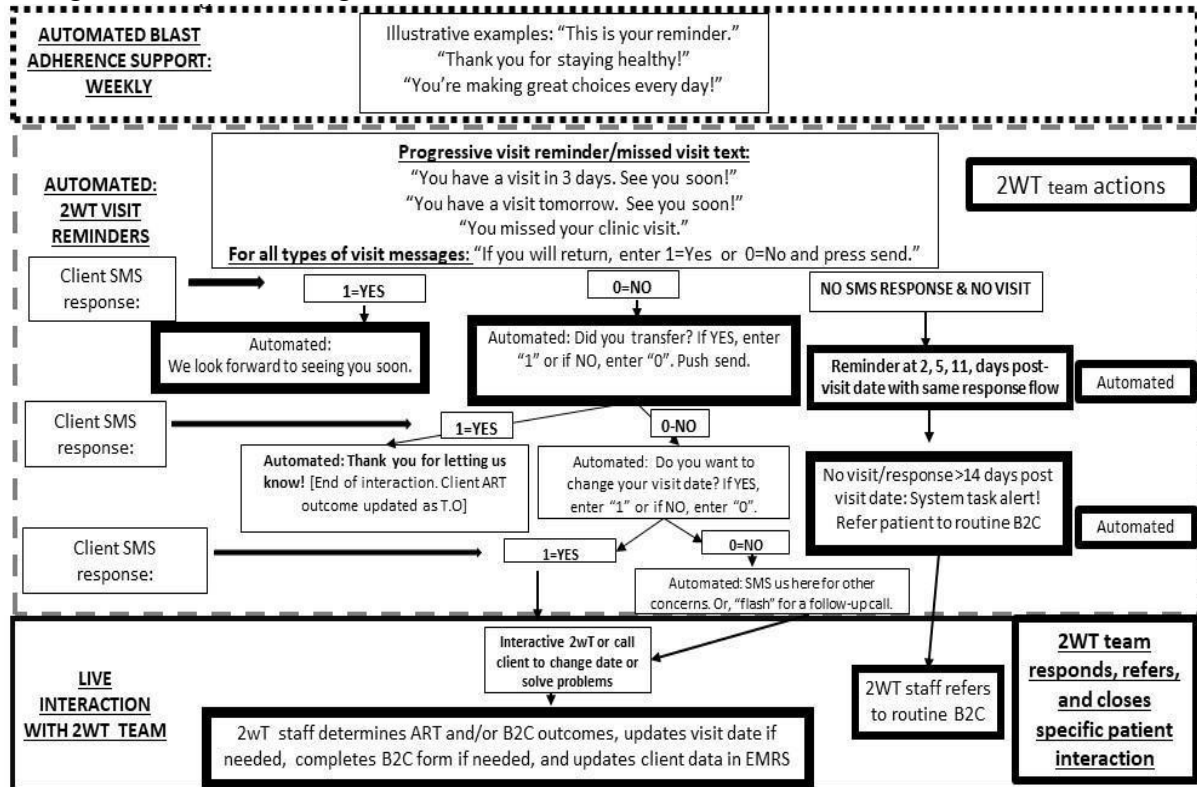 AUTOMATED BLAST
ADHERENCE SUPPORT:
WEEKLY
Illustrative examples: “This is your reminder.”
“Thank you for staying healthy!”
“You’re making great choices every day!”
Progressive visit reminder/missed visit text:
“You have a visit in 3 days. See you soon!”
“You have a visit tomorrow. See you soon!”
“You missed your clinic visit.”
For all types of visit messages: “If you will return, enter 1=Yes or 0=No and press send.”
AUTOMATED:
2WT VISIT
REMINDERS
2WT team actions
Client SMS
response:
1=YES
0=NO
NO SMS RESPONSE & NO VISIT
Automated:
We look forward to seeing you soon.
Automated: Did you transfer? If YES, enter
“1” or if NO, enter “0”. Push send.
Reminder at 2, 5, 11, days post-
visit date with same response flow
Automated
Client SMS
response:
1=YES
0-NO
Automated: Thank you for letting us
know! [End of interaction. Client ART
outcome updated as T.O]
Automated: Do you want to
change your visit date? If YES,
enter “1” or if NO, enter “0”.
No visit/response>14 days post
visit date: System task alert!
Refer patient to routine B2C
Automated
Client SMS
response:
1=YES
0=NO
Automated: SMS us here for other
concerns. Or, “flash” for a follow-up call.
LIVE
INTERACTION
WITH 2WT TEAM
Interactive 2wT or call
client to change date or
solve problems
2WT staff refers
to routine B2C
2WT team
responds, refers,
and closes
specific patient
interaction
2wT staff determines ART and/or B2C outcomes, updates visit date if
needed, completes B2C form if needed, and updates client data in EMRS